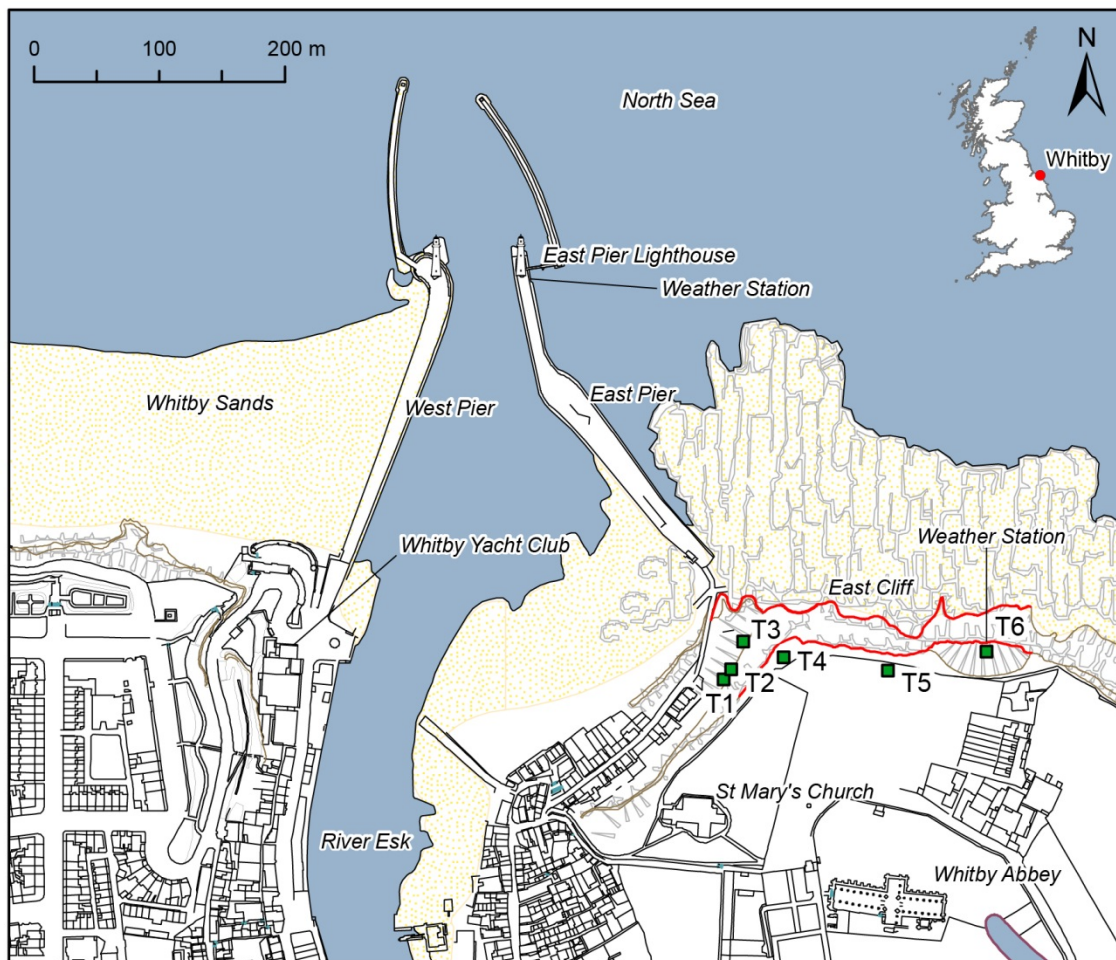 0 100 200 m
N
North Sea
Whitby
East Pier Lighthouse
Weather Station
Whitby Sands
West Pier
East Pier
Whitby Yacht Club
Weather Station
East Cliff
T3
T6
T4
T2
T5
T1
St Mary's Church
River Esk
Whitby Abbey